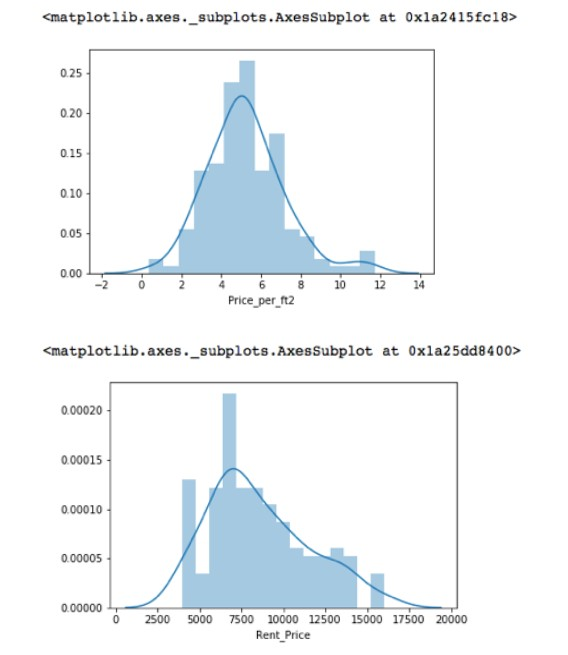 <matplotlib.axes._subplots.AxesSubplot at 0x1a2415fc18>
0.25
0.20
0.15
0.10
0.05
0.00
−2 0 2 4 6 8 10 12 14
Price_per_ft2
<matplotlib.axes._subplots.AxesSubplot at 0x1a25dd8400>
0.00020
0.00015
0.00010
0.00005
0.00000
0 2500 5000 7500 10000 12500 15000 17500 20000
Rent_Price